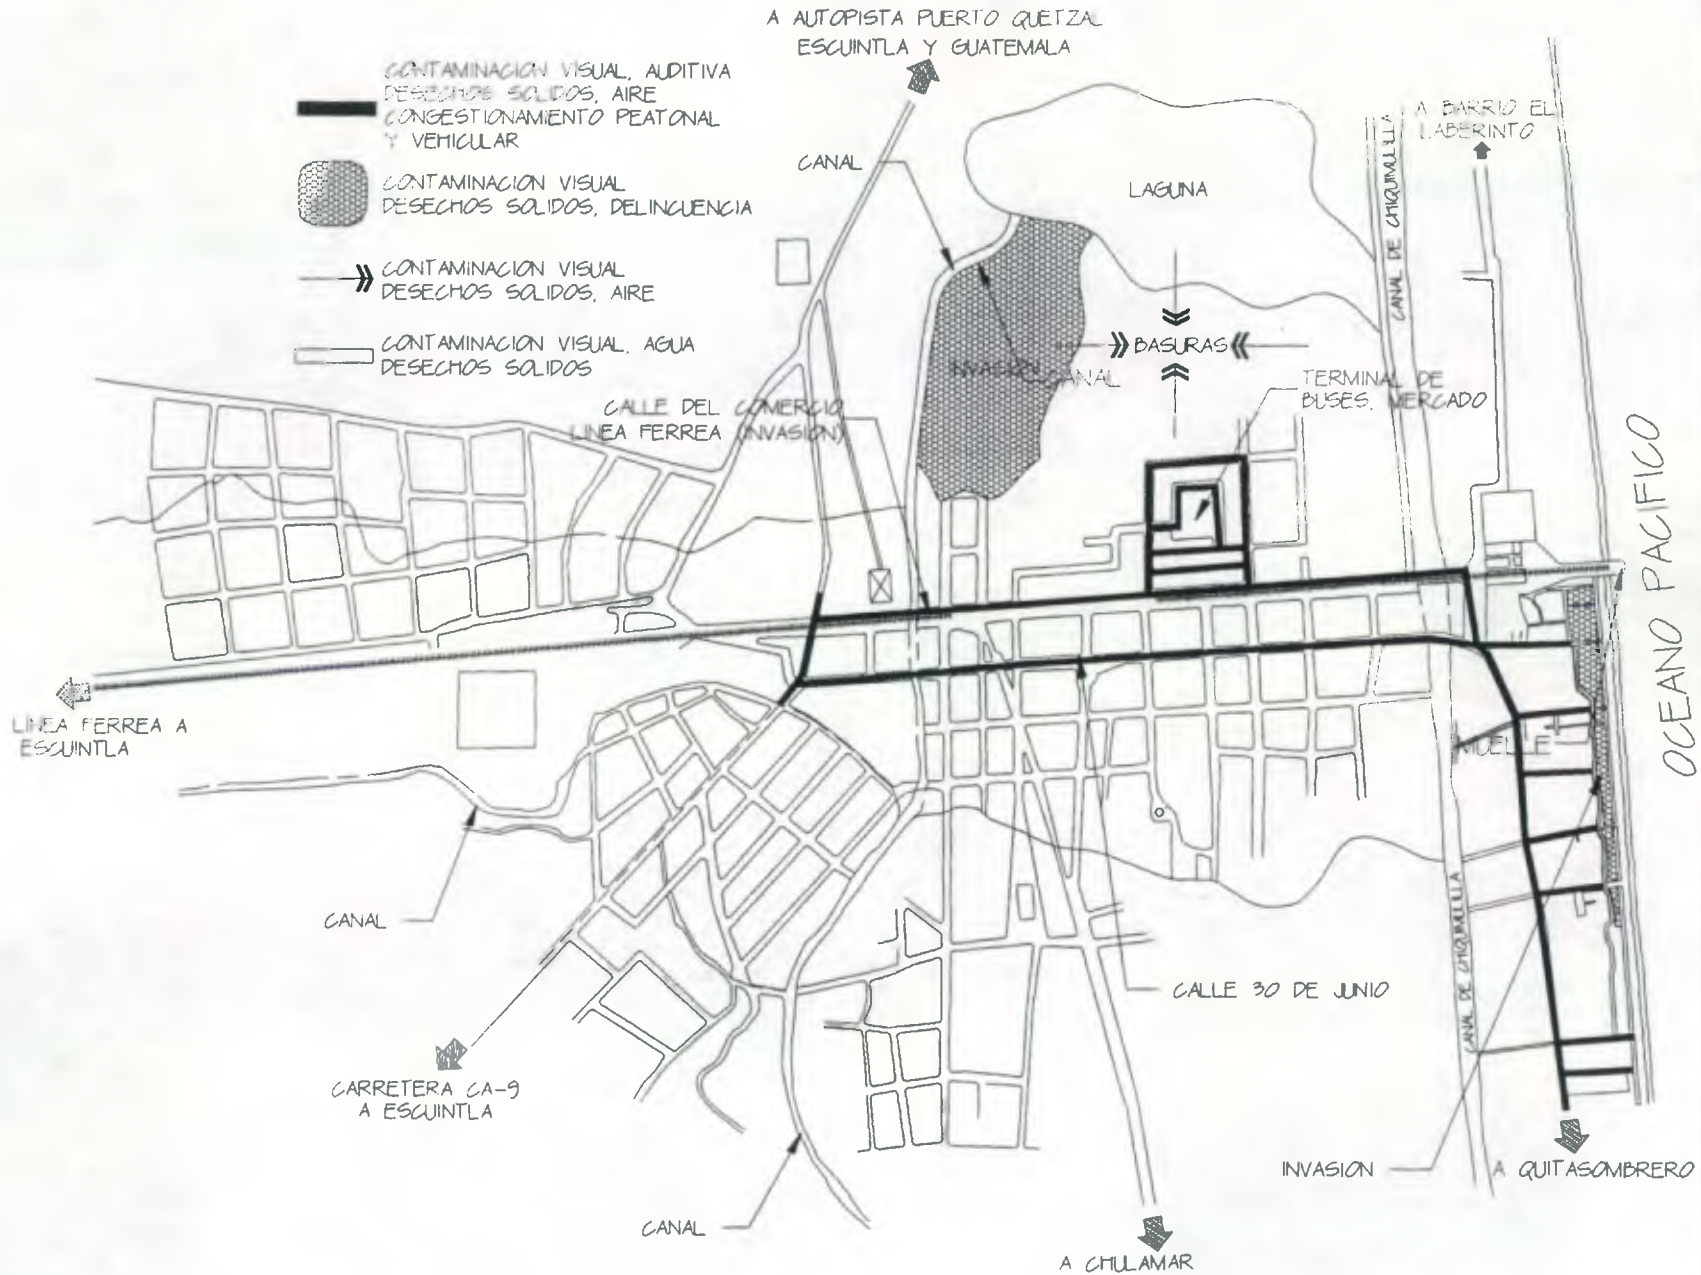 A AUTOPISTA PUERTO QUETZAL
ESCUINTLA Y GUATEMALA
CONTAMINACION VISUAL, AUDITIVA
DESECHOS SOLIDOS, AIRE
CONGESTIONAMIENTO PEATONAL
Y VEHICULAR
CONTAMINACION VISUAL
DESECHOS SOLIDOS, DELINCUENCIA
CONTAMINACION VISUAL
DESECHOS SOLIDOS, AIRE
CONTAMINACION VISUAL, AGUA
DESECHOS SOLIDOS
CANAL
LAGUNA
CANAL DE CHIQUIMULILLA
A BARRIO EL
LABERINTO
BASURAS
INVASION
CANAL
TERMINAL DE
BUSES, MERCADO
CALLE DEL COMERCIO
LINEA FERREA (INVASION)
OCEANO PACIFICO
LINEA FERREA A
ESCUINTLA
MUELLE
CANAL
CANAL DE CHIQUIMULILLA
CALLE 30 DE JUNIO
CARRETERA CA-9
A ESCUINTLA
INVASION
A QUITASOMBRERO
CANAL
A CHULAMAR